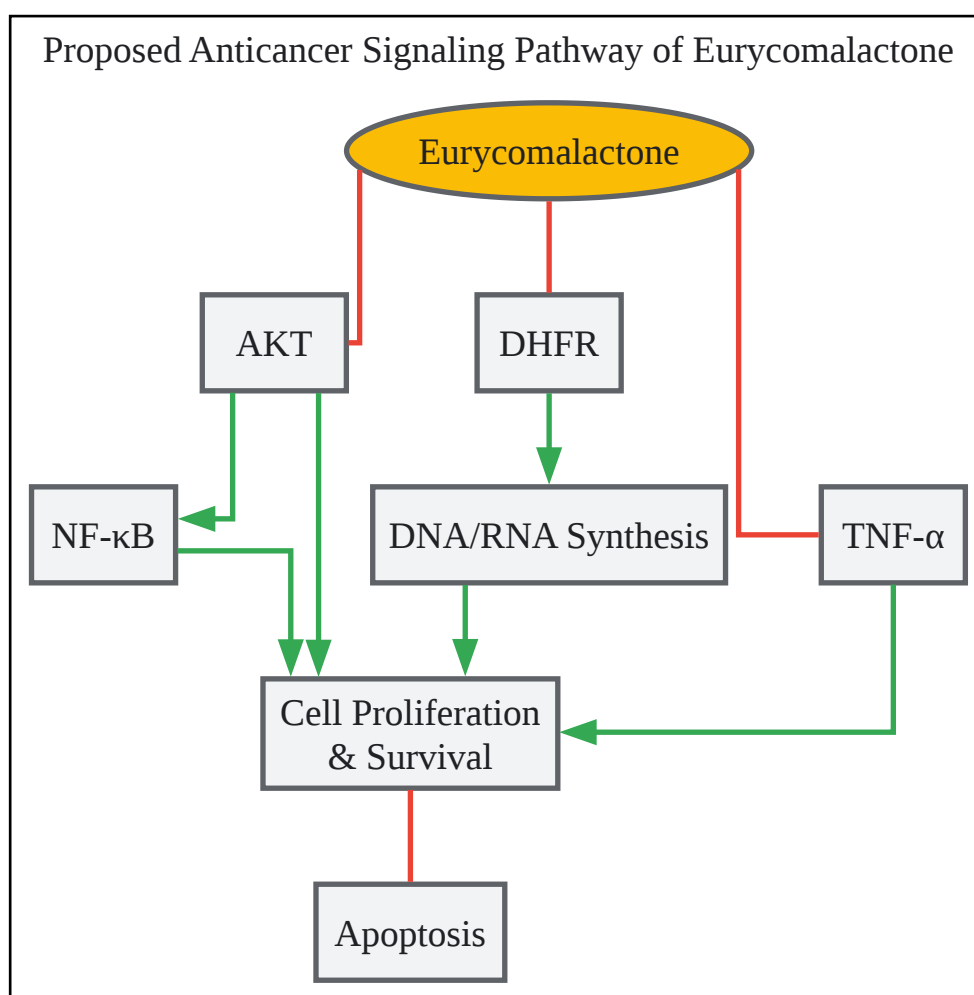 Proposed Anticancer Signaling Pathway of Eurycomalactone
Eurycomalactone
AKT
DHFR
NF-κB
DNA/RNA Synthesis
TNF-α
Cell Proliferation
& Survival
Apoptosis